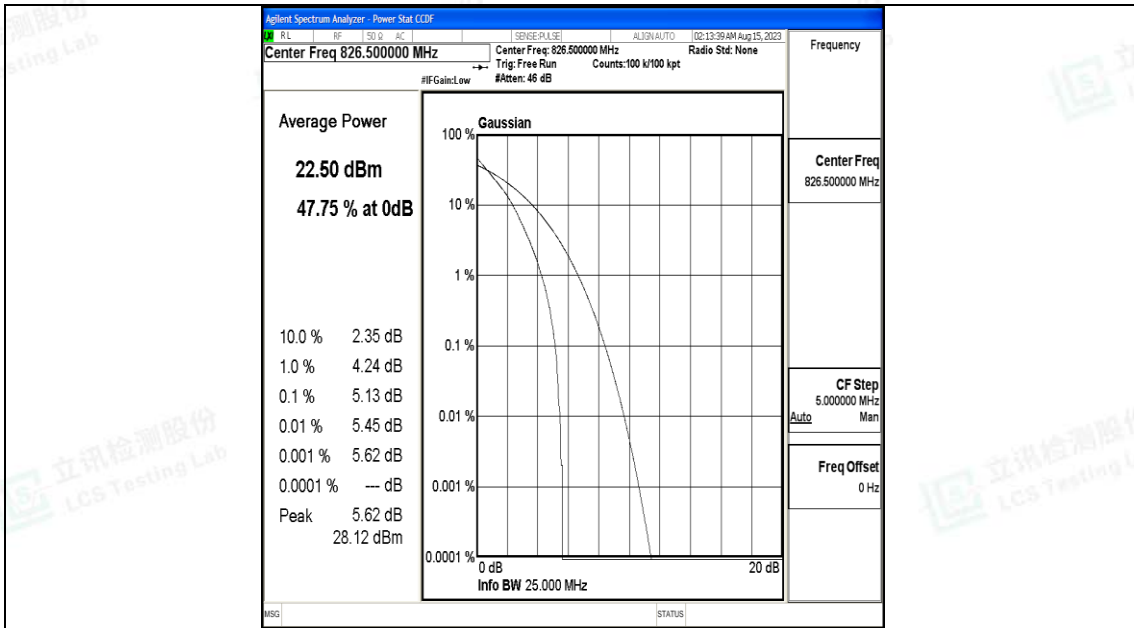 Agilent Spectrum Analyzer - Power Stat CCDF
RL RF 50 Ω AC SENSE:PULSE ALIGN AUTO 02:13:39 AM Aug 15, 2023
Center Freq 826.500000 MHz
Center Freq: 826.500000 MHz Radio Std: None
Trig: Free Run Counts:100 k/100 kpt
#IFGain:Low #Atten: 46 dB
Frequency
Average Power
22.50 dBm
47.75 % at 0dB
10.0 % 2.35 dB
1.0 % 4.24 dB
0.1 % 5.13 dB
0.01 % 5.45 dB
0.001 % 5.62 dB
0.0001 % --- dB
Peak 5.62 dB
28.12 dBm
Gaussian
100 %
10 %
1 %
0.1 %
0.01 %
0.001 %
0.0001 %
0 dB 20 dB
Info BW 25.000 MHz
Center Freq
826.500000 MHz
CF Step
5.000000 MHz
Auto Man
Freq Offset
0 Hz
MSG STATUS
立讯检测股份
LCS Testing Lab